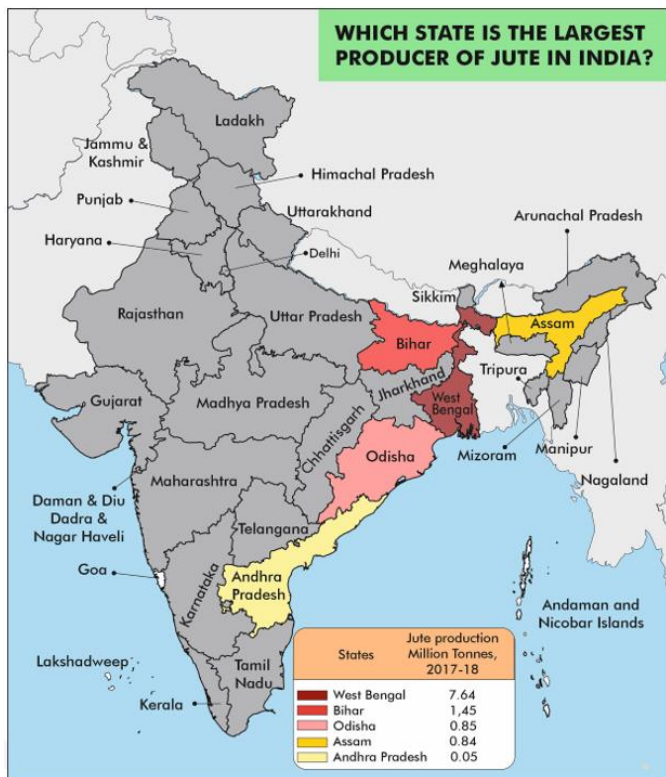 WHICH STATE IS THE LARGEST
PRODUCER OF JUTE IN INDIA?
Ladakh
Jammu &
Kashmir
Himachal Pradesh
Punjab
Uttarakhand
Haryana
Delhi
Arunachal Pradesh
Meghalaya
Sikkim
Rajasthan
Uttar Pradesh
Assam
Bihar
Tripura
Jharkhand
West
Bengal
Gujarat
Madhya Pradesh
Chhattisgarh
Odisha
Mizoram
Manipur
Nagaland
Maharashtra
Daman & Diu
Dadra &
Nagar Haveli
Telangana
Goa
Karnataka
Andhra
Pradesh
Andaman and
Nicobar Islands
Lakshadweep
Tamil
Nadu
Kerala
States
Jute production
Million Tonnes,
2017-18
West Bengal 7.64
Bihar 1,45
Odisha 0.85
Assam 0.84
Andhra Pradesh 0.05